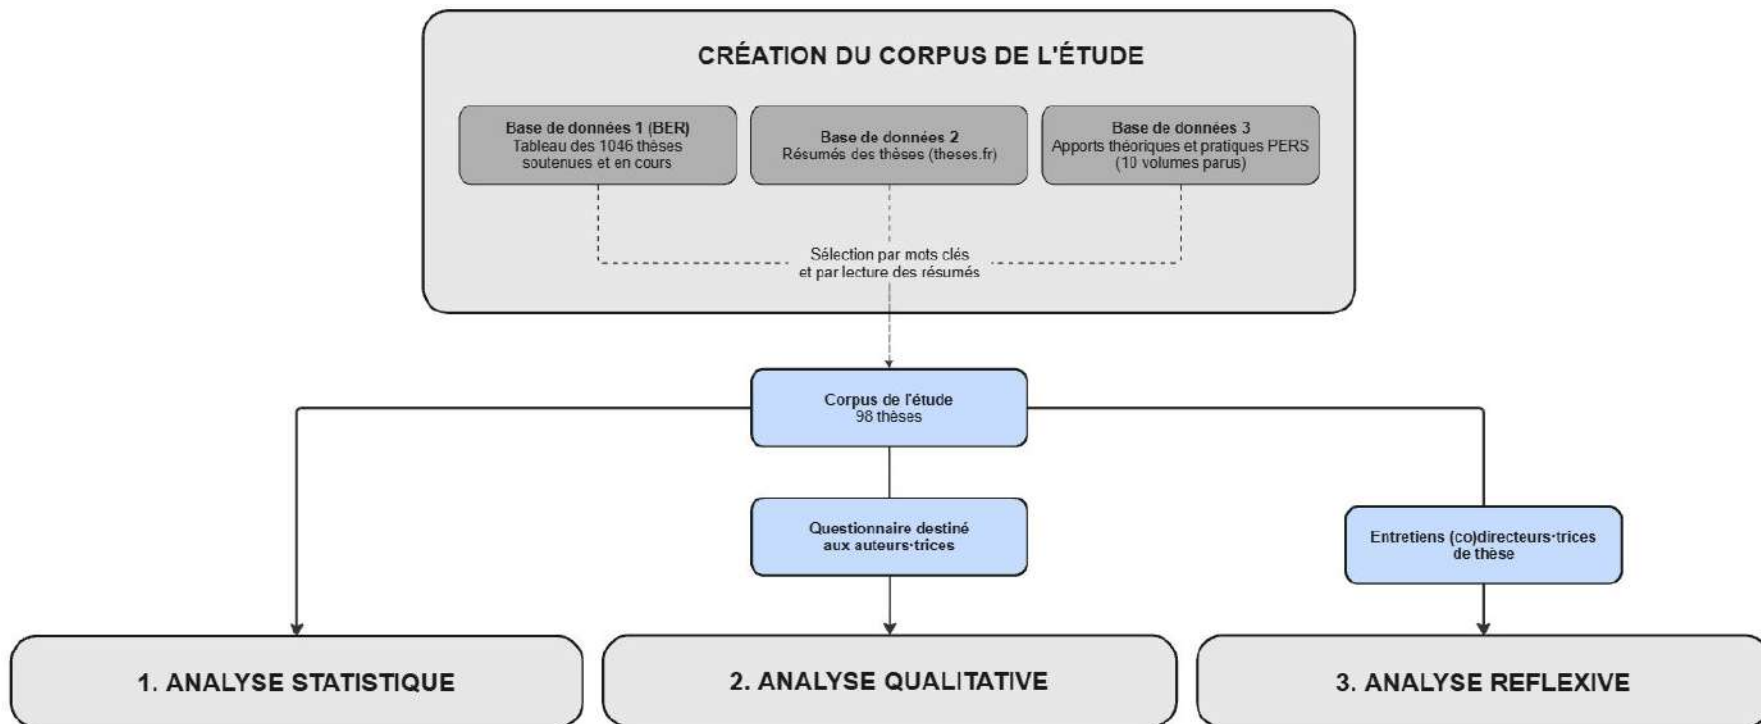 CRÉATION DU CORPUS DE L'ÉTUDE
Base de données 1 (BER)
Tableau des 1046 thèses
soutenues et en cours
Base de données 2
Résumés des thèses (theses.fr)
Base de données 3
Apports théoriques et pratiques PERS
(10 volumes parus)
Sélection par mots clés
et par lecture des résumés
Corpus de l'étude
98 thèses
Questionnaire destiné
aux auteurs·trices
Entretiens (co)directeurs·trices
de thèse
1. ANALYSE STATISTIQUE
2. ANALYSE QUALITATIVE
3. ANALYSE REFLEXIVE